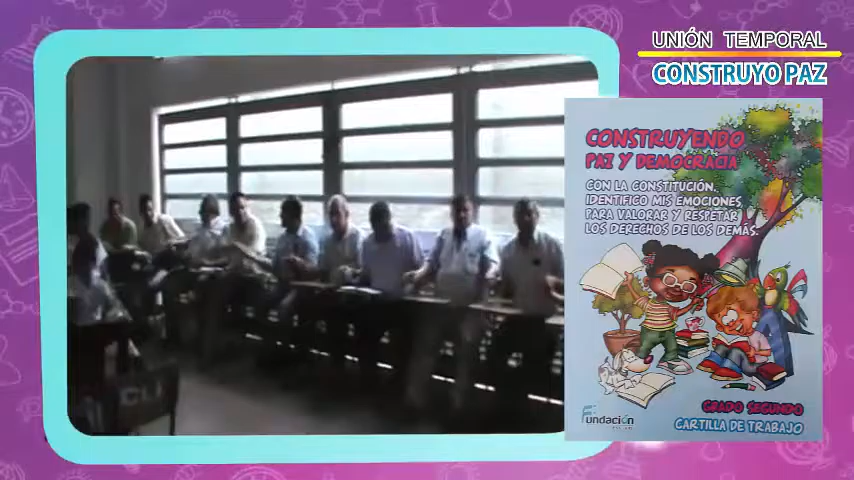 UNIÓN TEMPORAL
CONSTRUYO PAZ
CONSTRUYENDO
PAZ Y DEMOCRACIA
CON LA CONSTITUCIÓN,
IDENTIFICO MIS EMOCIONES
PARA VALORAR Y RESPETAR
LOS DERECHOS DE LOS DEMÁS.
GRADO SEGUNDO
CARTILLA DE TRABAJO
Fundación